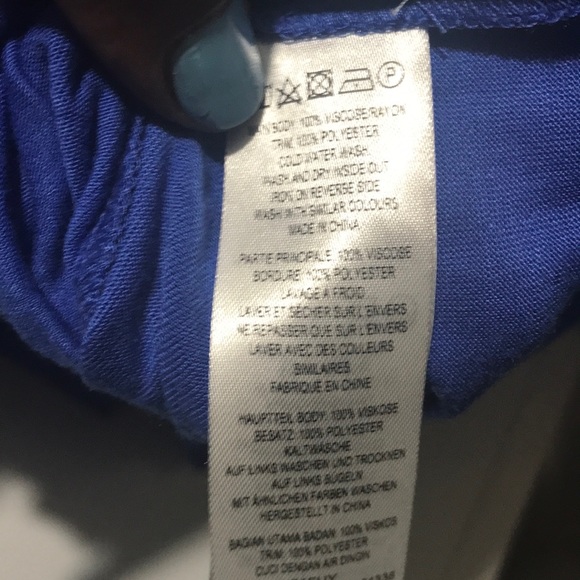 P
MAIN BODY: 100% VISCOSE/RAYON
TRIM: 100% POLYESTER
COLD WATER WASH
WASH AND DRY INSIDE OUT
IRON ON REVERSE SIDE
WASH WITH SIMILAR COLOURS
MADE IN CHINA
PARTIE PRINCIPALE: 100% VISCOSE
BORDURE: 100% POLYESTER
LAVAGE A FROID
LAVER ET SECHER SUR L'ENVERS
NE REPASSER QUE SUR L'ENVERS
LAVER AVEC DES COULEURS
SIMILAIRES
FABRIQUE EN CHINE
HAUPTTEIL BODY: 100% VISKOSE
BESATZ: 100% POLYESTER
KALTWÄSCHE
AUF LINKS WASCHEN UND TROCKNEN
AUF LINKS BÜGELN
MIT ÄHNLICHEN FARBEN WASCHEN
HERGESTELLT IN CHINA
BAGIAN UTAMA BADAN: 100% VISKOS
TRIM: 100% POLYESTER
CUCI DENGAN AIR DINGIN